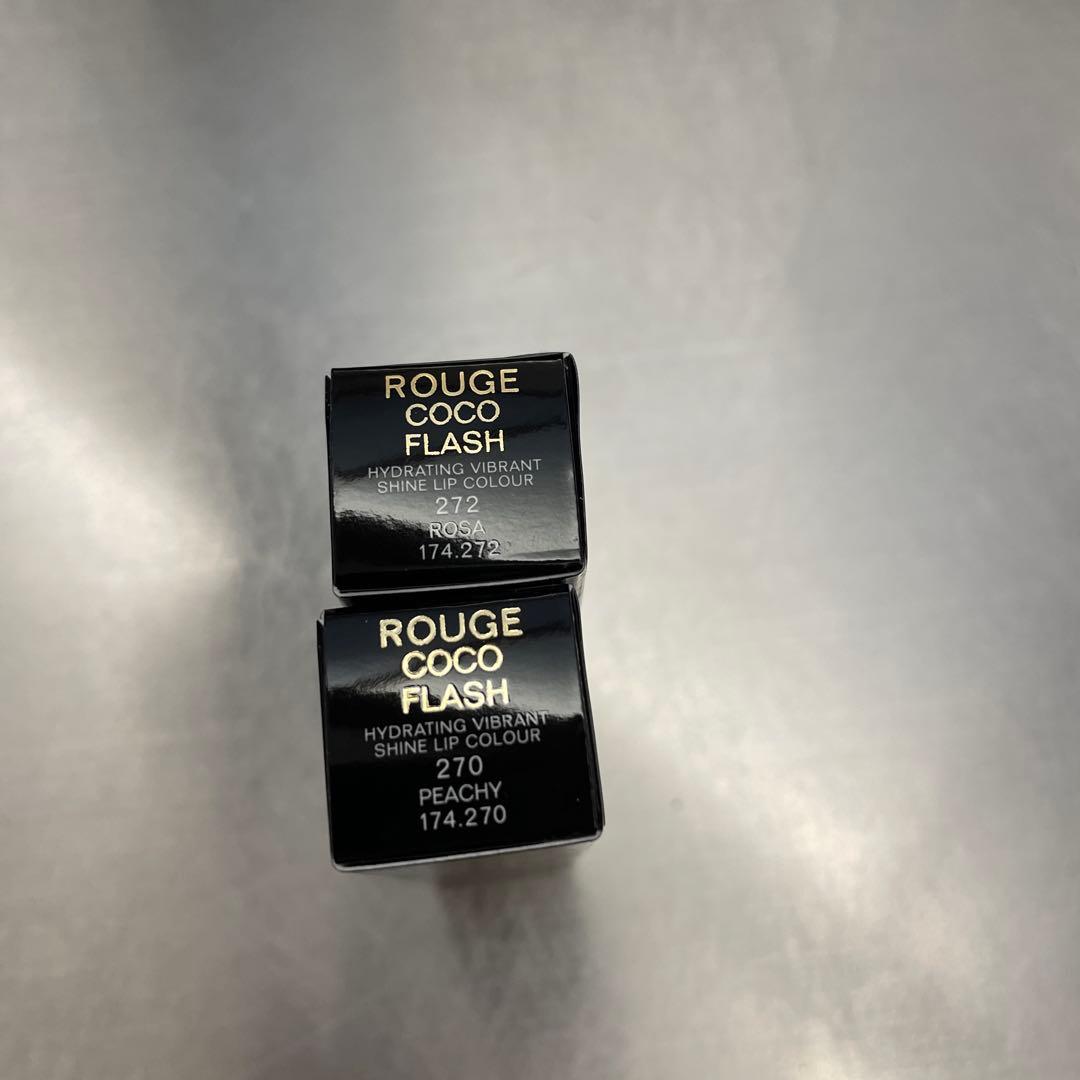 ROUGE
COCO
FLASH
HYDRATING VIBRANT
SHINE LIP COLOUR
272
ROSA
174.272
ROUGE
COCO
FLASH
HYDRATING VIBRANT
SHINE LIP COLOUR
270
PEACHY
174.270